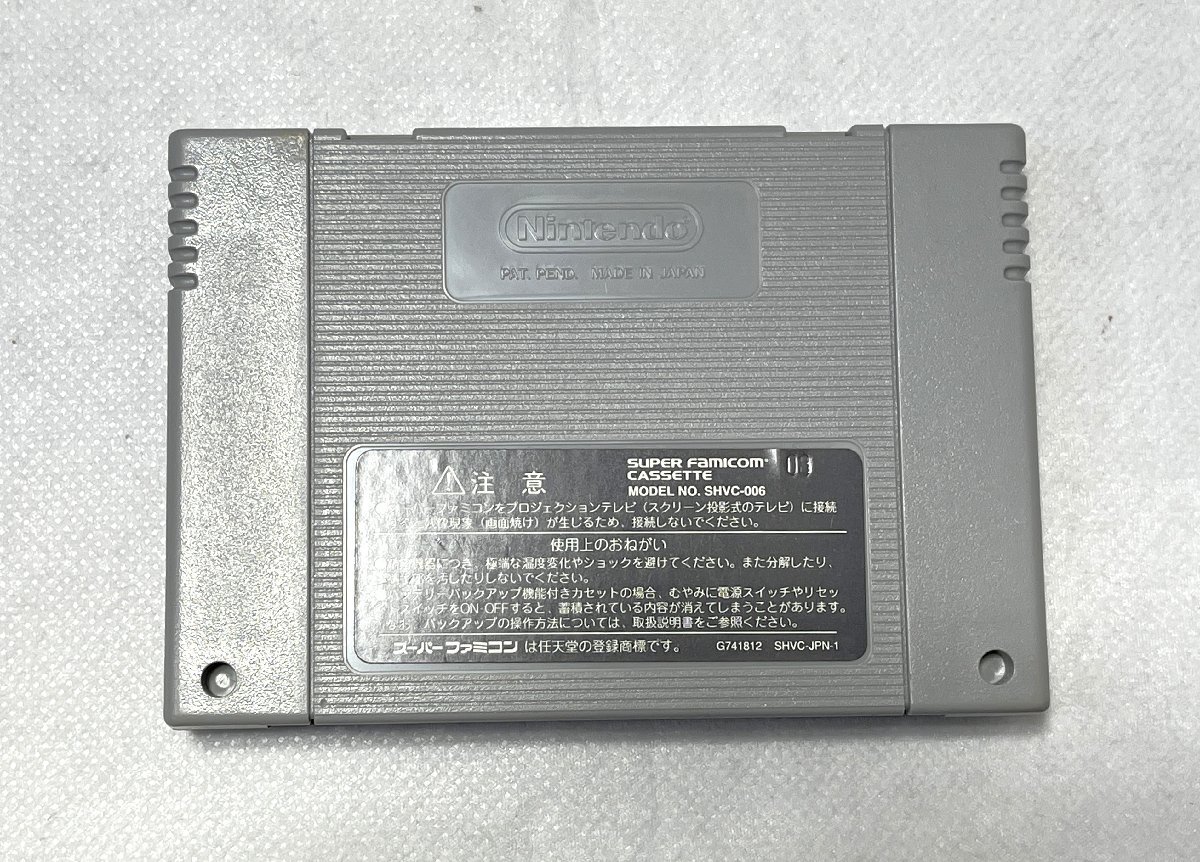 Nintendo®
PAT. PEND. MADE IN JAPAN
注意
SUPER FAMICOM®
CASSETTE
MODEL NO. SHVC-006
ファミコンをプロジェクションテレビ（スクリーン投影式のテレビ）に接続
現象（画面焼け）が生じるため、接続しないでください。
使用上のおねがい
につき、極端な温度変化やショックを避けてください。また分解したり、
したりしないでください。
バッテリーバックアップ機能付きカセットの場合、むやみに電源スイッチやリセッ
トスイッチをON OFFすると、蓄積されている内容が消えてしまうことがあります。
バックアップの操作方法については、取扱説明書をご参照ください。
スーパーファミコンは任天堂の登録商標です。 G741812 SHVC-JPN-1